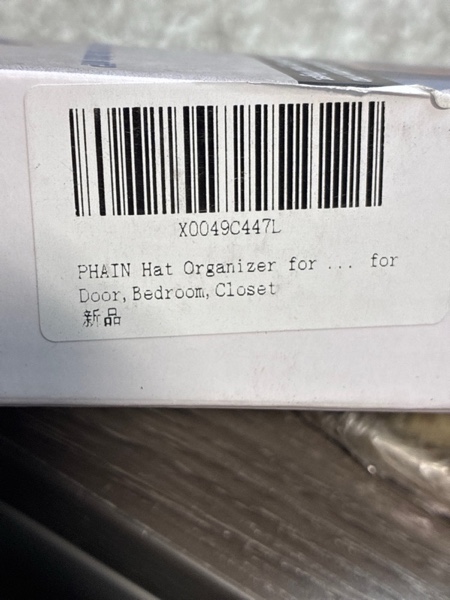 X0049C447L
PHAIN Hat Organizer for ... for
Door, Bedroom, Closet
新品